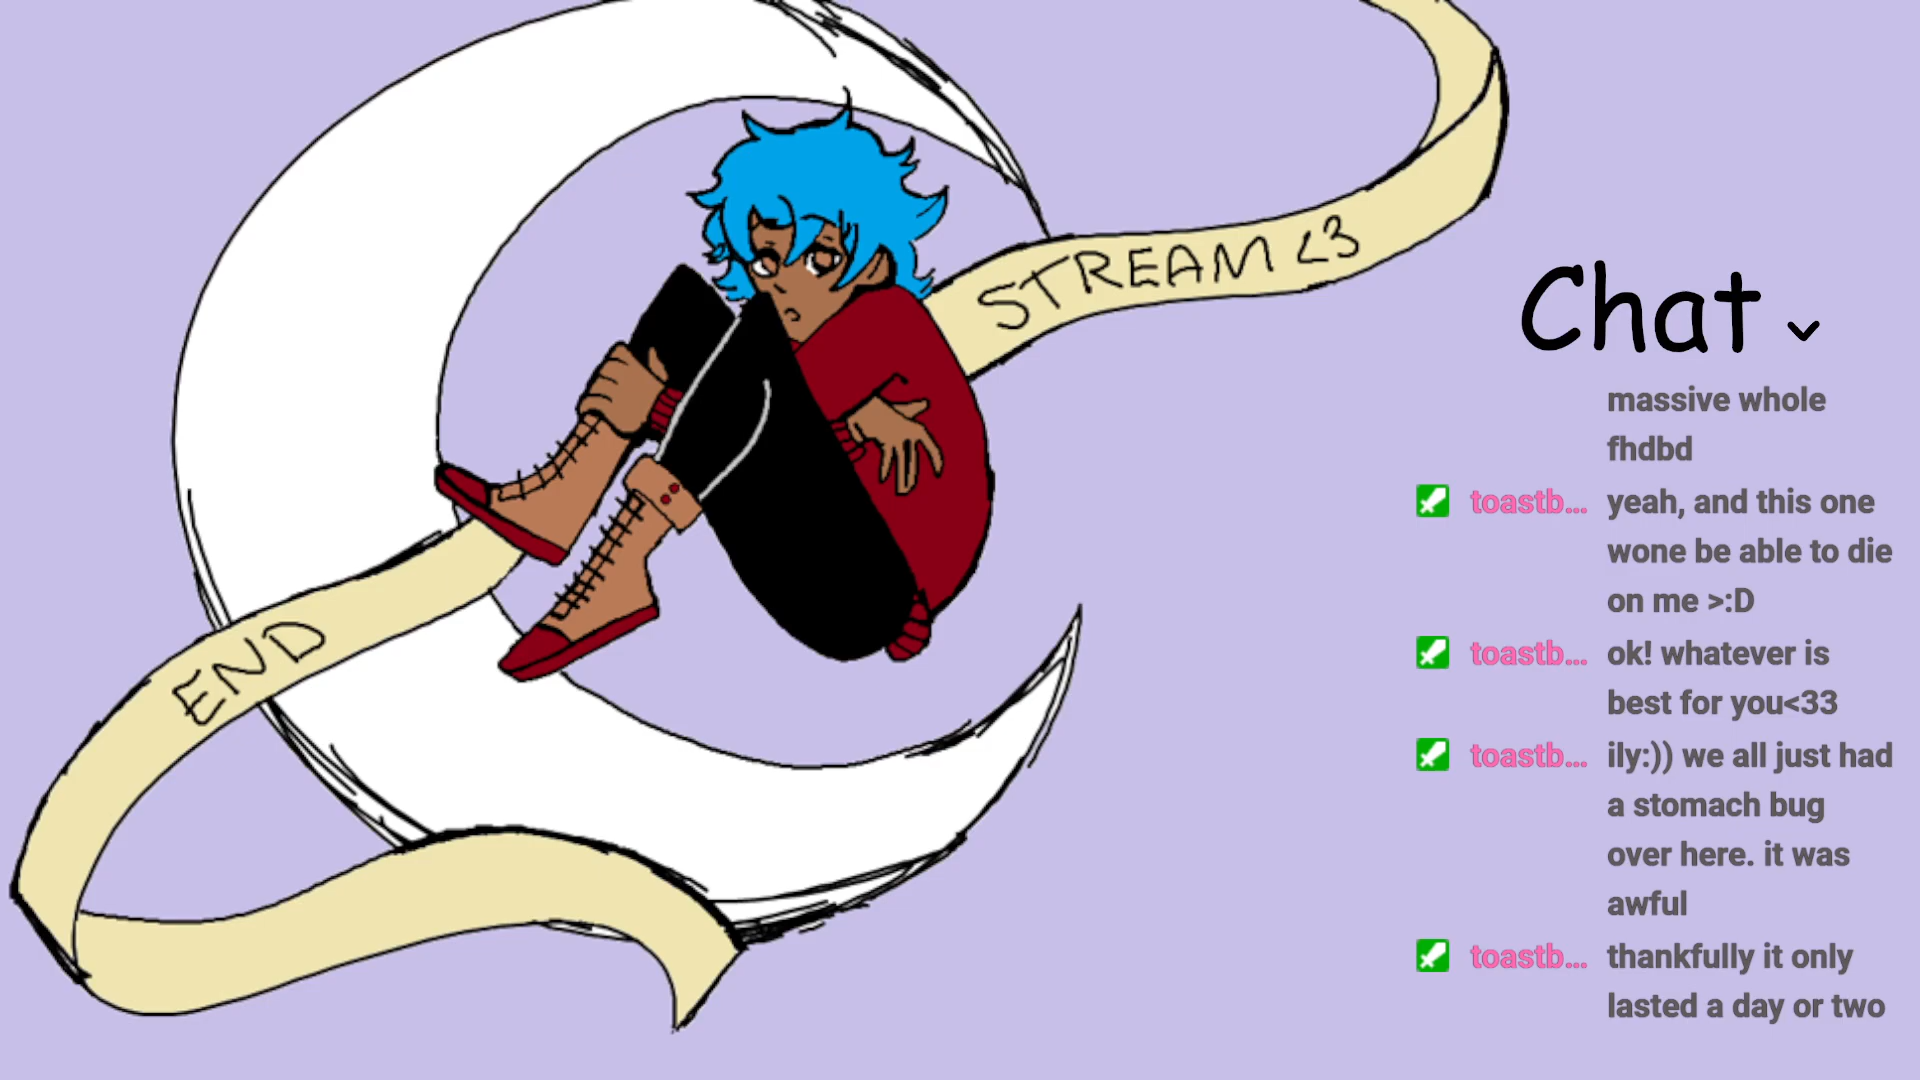 END
STREAM <3
Chat
massive whole
fhdbd
toastb... yeah, and this one
wone be able to die
on me >:D
toastb... ok! whatever is
best for you<33
toastb... ily:)) we all just had
a stomach bug
over here. it was
awful
toastb... thankfully it only
lasted a day or two